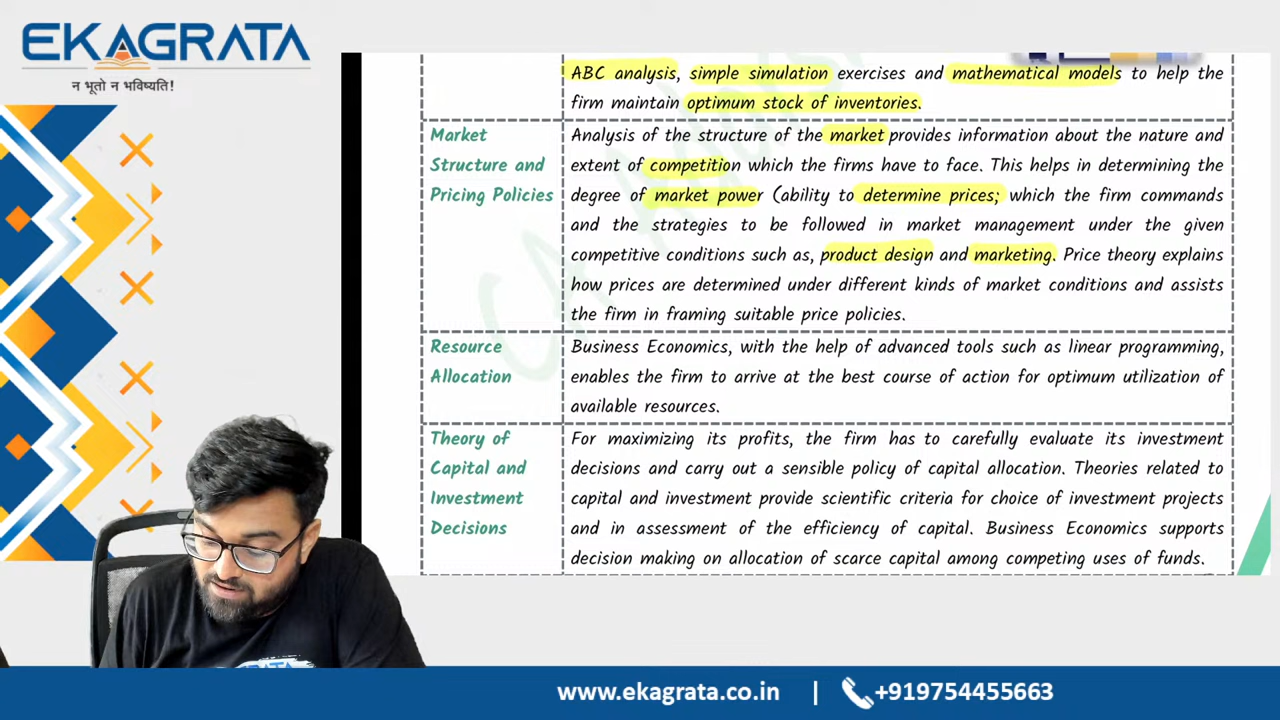 EKAGRATA
न भूतो न भविष्यति!
ABC analysis, simple simulation exercises and mathematical models to help the
firm maintain optimum stock of inventories.
Market
Structure and
Pricing Policies
Analysis of the structure of the market provides information about the nature and
extent of competition which the firms have to face. This helps in determining the
degree of market power (ability to determine prices; which the firm commands
and the strategies to be followed in market management under the given
competitive conditions such as, product design and marketing. Price theory explains
how prices are determined under different kinds of market conditions and assists
the firm in framing suitable price policies.
Resource
Allocation
Business Economics, with the help of advanced tools such as linear programming,
enables the firm to arrive at the best course of action for optimum utilization of
available resources.
Theory of
Capital and
Investment
Decisions
For maximizing its profits, the firm has to carefully evaluate its investment
decisions and carry out a sensible policy of capital allocation. Theories related to
capital and investment provide scientific criteria for choice of investment projects
and in assessment of the efficiency of capital. Business Economics supports
decision making on allocation of scarce capital among competing uses of funds.
www.ekagrata.co.in | +919754455663